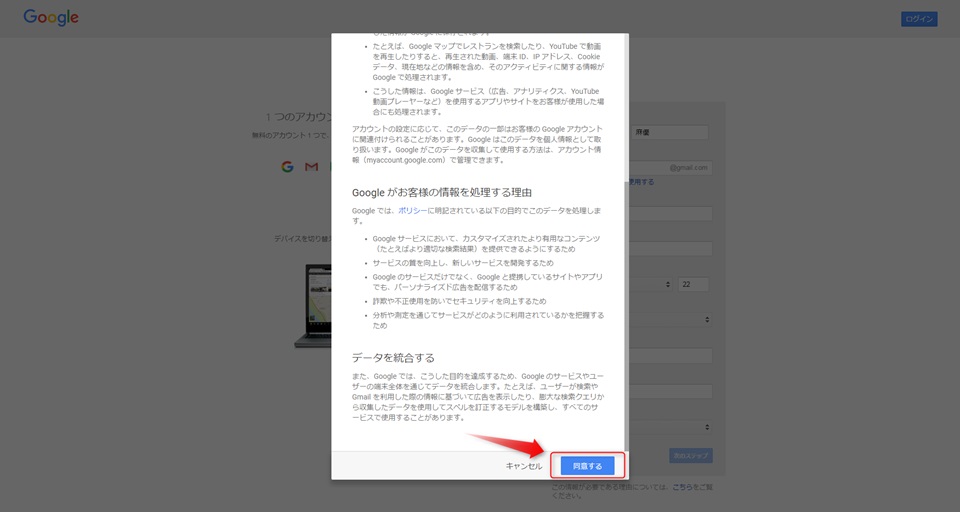 Google
ログイン
1 つのアカウン
無料のアカウント 1 つで、
デバイスを切り替え
・たとえば、Google マップでレストランを検索したり、YouTube で動画
を再生したりすると、再生された動画、端末 ID、IP アドレス、Cookie
データ、現在地などの情報を含め、そのアクティビティに関する情報が
Google で処理されます。
・こうした情報は、Google サービス（広告、アナリティクス、YouTube
動画プレーヤーなど）を使用するアプリやサイトをお客様が使用した場
合にも処理されます。
アカウントの設定に応じて、このデータの一部はお客様の Google アカウント
に関連付けられることがあります。Google はこのデータを個人情報として取
り扱います。Google がこのデータを収集して使用する方法は、アカウント情
報（myaccount.google.com）で管理できます。
Google がお客様の情報を処理する理由
Google では、ポリシーに明記されている以下の目的でこのデータを処理しま
す。
・Google サービスにおいて、カスタマイズされたより有用なコンテンツ
（たとえばより適切な検索結果）を提供できるようにするため
・サービスの質を向上し、新しいサービスを開発するため
・Google のサービスだけでなく、Google と提携しているサイトやアプリ
でも、パーソナライズド広告を配信するため
・詐欺や不正使用を防いでセキュリティを向上するため
・分析や測定を通じてサービスがどのように利用されているかを把握する
ため
データを統合する
また、Google では、こうした目的を達成するため、Google のサービスやユー
ザーの端末全体を通じてデータを統合します。たとえば、ユーザーが検索や
Gmail を利用した際の情報に基づいて広告を表示したり、膨大な検索クエリか
ら収集したデータを使用してスペルを訂正するモデルを構築し、すべてのサ
ービスで使用することがあります。
キャンセル
同意する
@gmail.com
使用する
22
次のステップ
この情報が必要である理由については、こちらをご覧
ください。